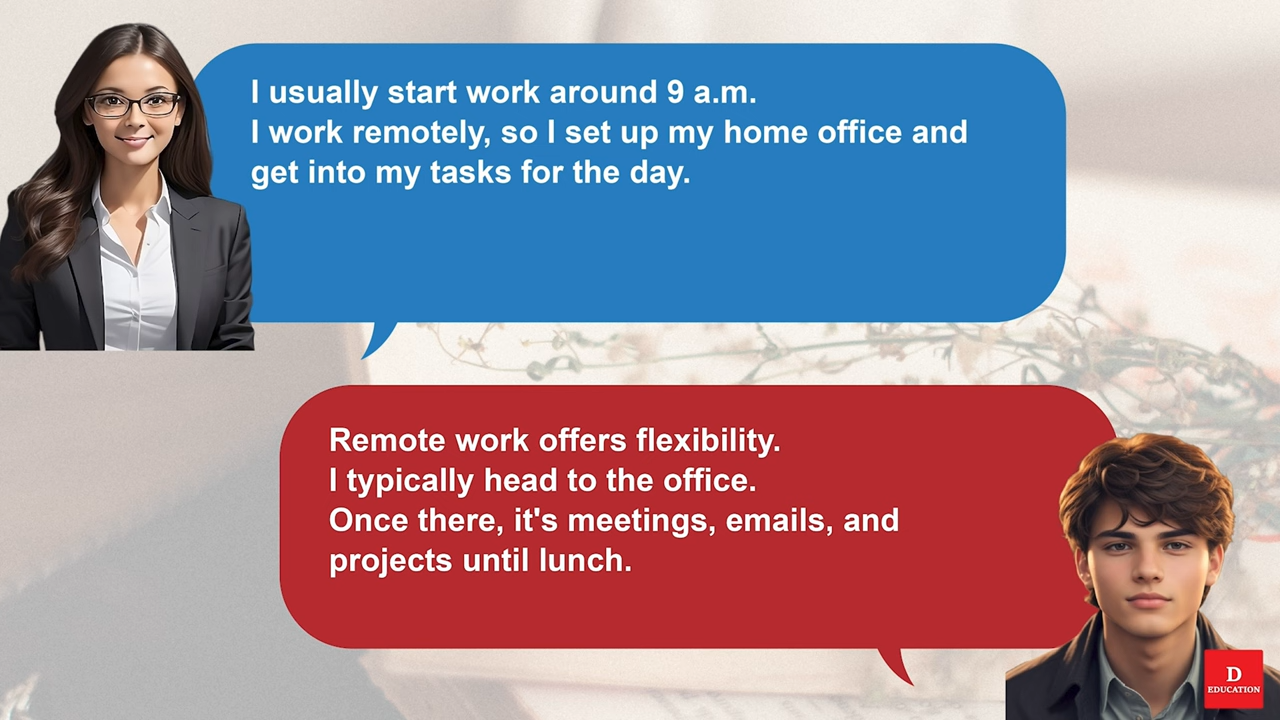 I usually start work around 9 a.m.
I work remotely, so I set up my home office and
get into my tasks for the day.
Remote work offers flexibility.
I typically head to the office.
Once there, it's meetings, emails, and
projects until lunch.
D
EDUCATION